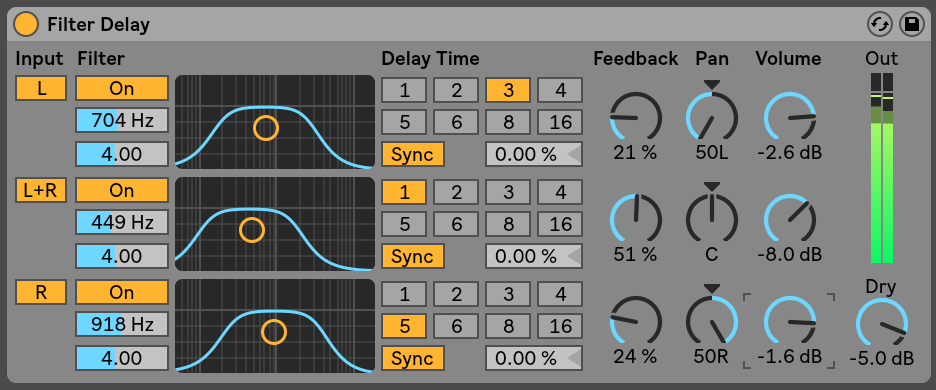 Filter Delay
Input Filter Delay Time Feedback Pan Volume Out
L On 1 2 3 4
704 Hz 5 6 8 16
4.00 Sync 0.00 % 21 % 50L -2.6 dB
L+R On 1 2 3 4
449 Hz 5 6 8 16
4.00 Sync 0.00 % 51 % C -8.0 dB
R On 1 2 3 4 Dry
918 Hz 5 6 8 16
4.00 Sync 0.00 % 24 % 50R -1.6 dB -5.0 dB